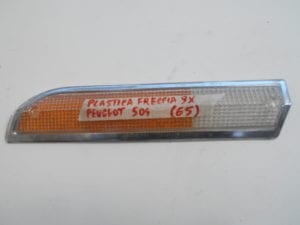 PLASTICA FRECCIA SX
PEUGEOT 504 (65)